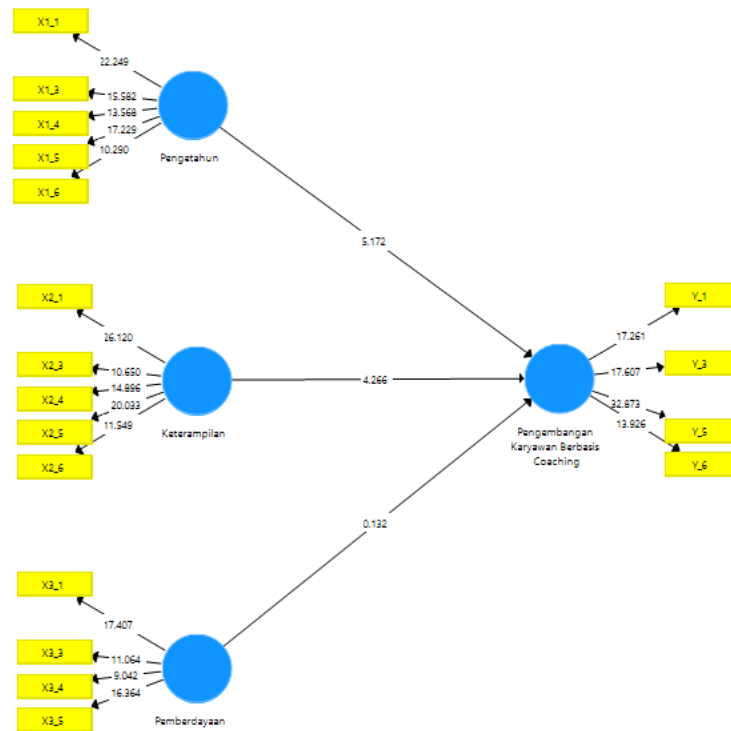 X1_1
22.249
X1_3
15.582
X1_4
13.568
X1_5
17.229
X1_6
10.290
Pengetahun
5.172
X2_1
26.120
X2_3
10.650
X2_4
14.896
X2_5
20.033
X2_6
11.549
Keterampilan
4.266
Y_1
17.261
Y_3
17.607
Y_5
32.873
Y_6
13.926
Pengembangan
Karyawan Berbasis
Coaching
0.132
X3_1
17.407
X3_3
11.064
X3_4
9.042
X3_5
16.364
Pemberdayaan